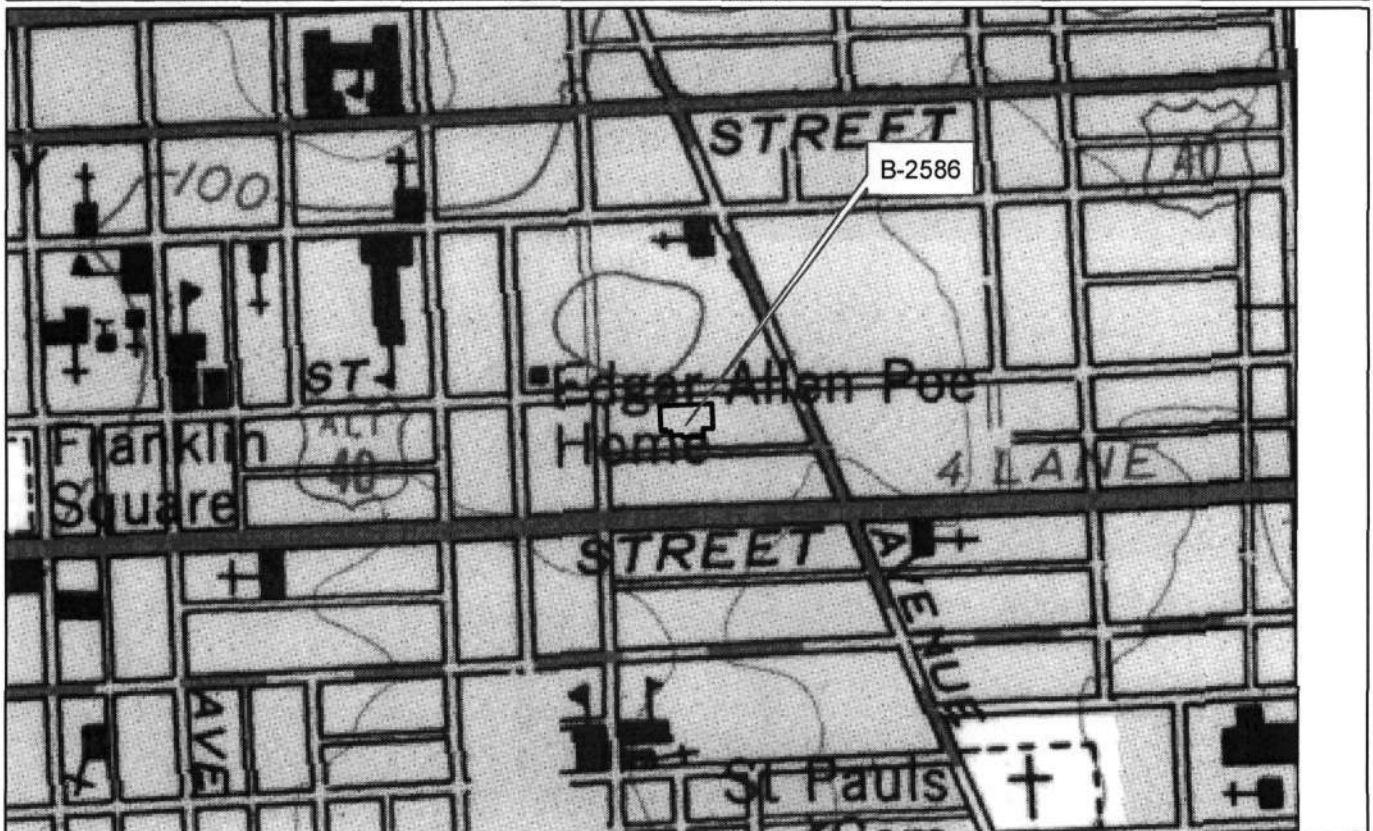 STREET
B-2586
40
Y
100
ST
Edgar Allen Poe
Home
Franklin
Square
ALT
40
4 LANE
STREET
AVENUE
AVE
St Pauls